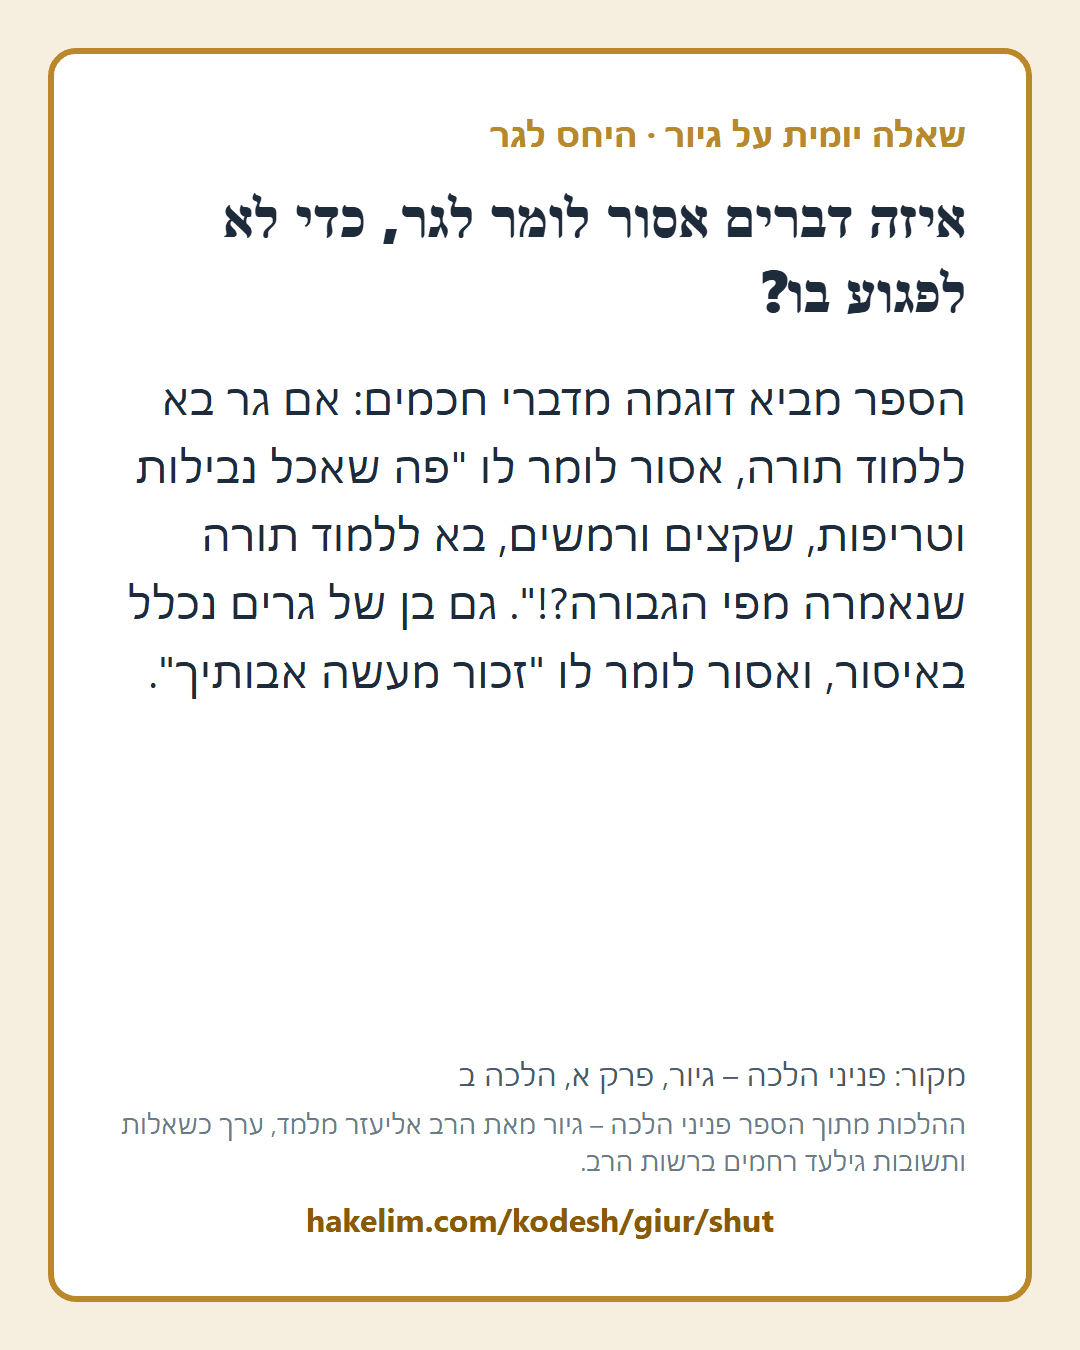 שאלה יומית על גיור · היחס לגר
איזה דברים אסור לומר לגר, כדי לא
לפגוע בו?
הספר מביא דוגמה מדברי חכמים: אם גר בא
ללמוד תורה, אסור לומר לו "פה שאכל נבילות
וטריפות, שקצים ורמשים, בא ללמוד תורה
שנאמרה מפי הגבורה?!". גם בן של גרים נכלל
באיסור, ואסור לומר לו "זכור מעשה אבותיך".
מקור: פניני הלכה – גיור, פרק א, הלכה ב
ההלכות מתוך הספר פניני הלכה – גיור מאת הרב אליעזר מלמד, ערך כשאלות
ותשובות גילעד רחמים ברשות הרב.
hakelim.com/kodesh/giur/shut